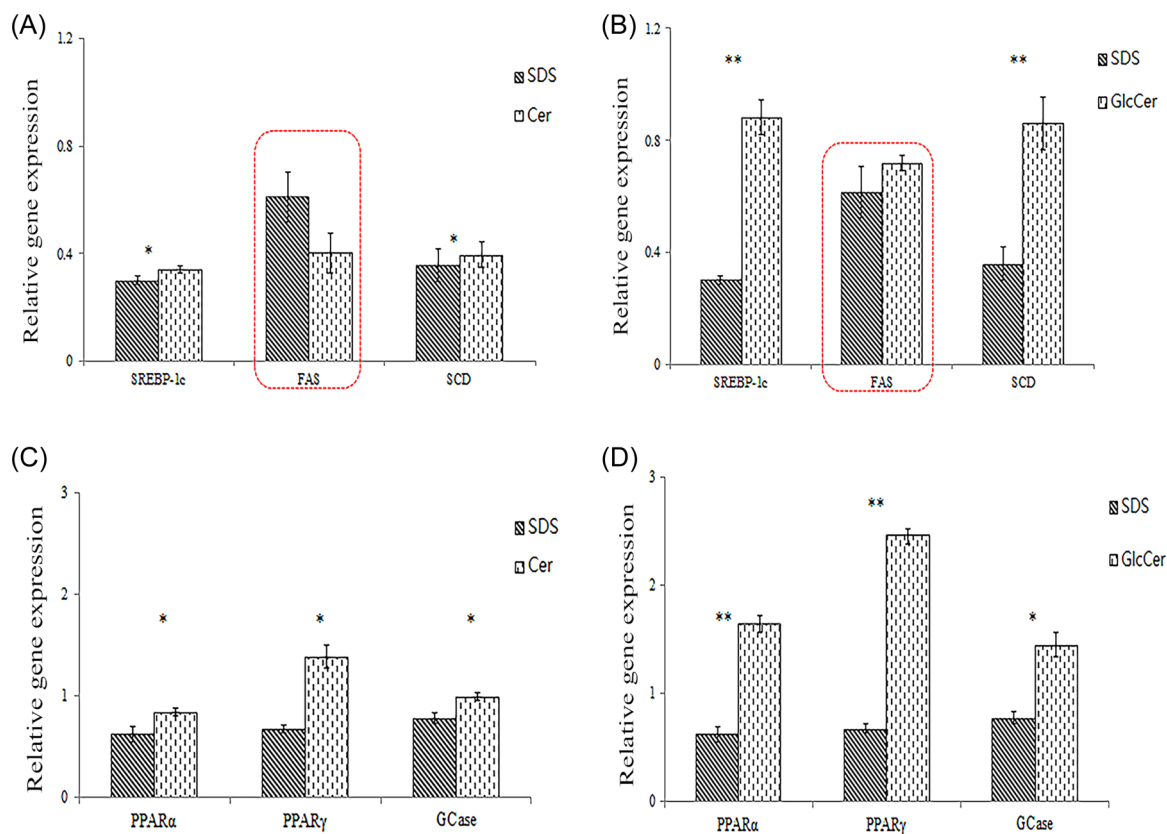 (A)
Relative gene expression
1.2
0.8
0.4
0
*
*
SDS
Cer
SREBP-1c FAS SCD
(B)
Relative gene expression
1.2
0.8
0.4
0
**
**
SDS
GlcCer
SREBP-1c FAS SCD
(C)
Relative gene expression
3
2
1
0
* * *
SDS
Cer
PPARα PPARγ GCase
(D)
Relative gene expression
3
2
1
0
**
**
*
SDS
GlcCer
PPARα PPARγ GCase